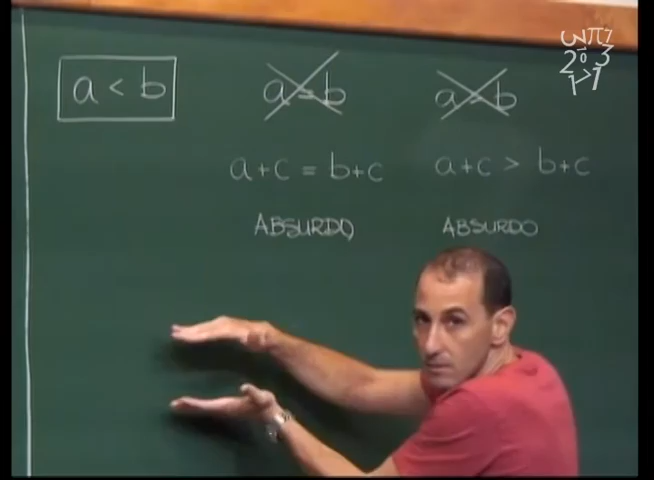 a < b
a = b
a = b
a+c = b+c
a+c > b+c
ABSURDO
ABSURDO